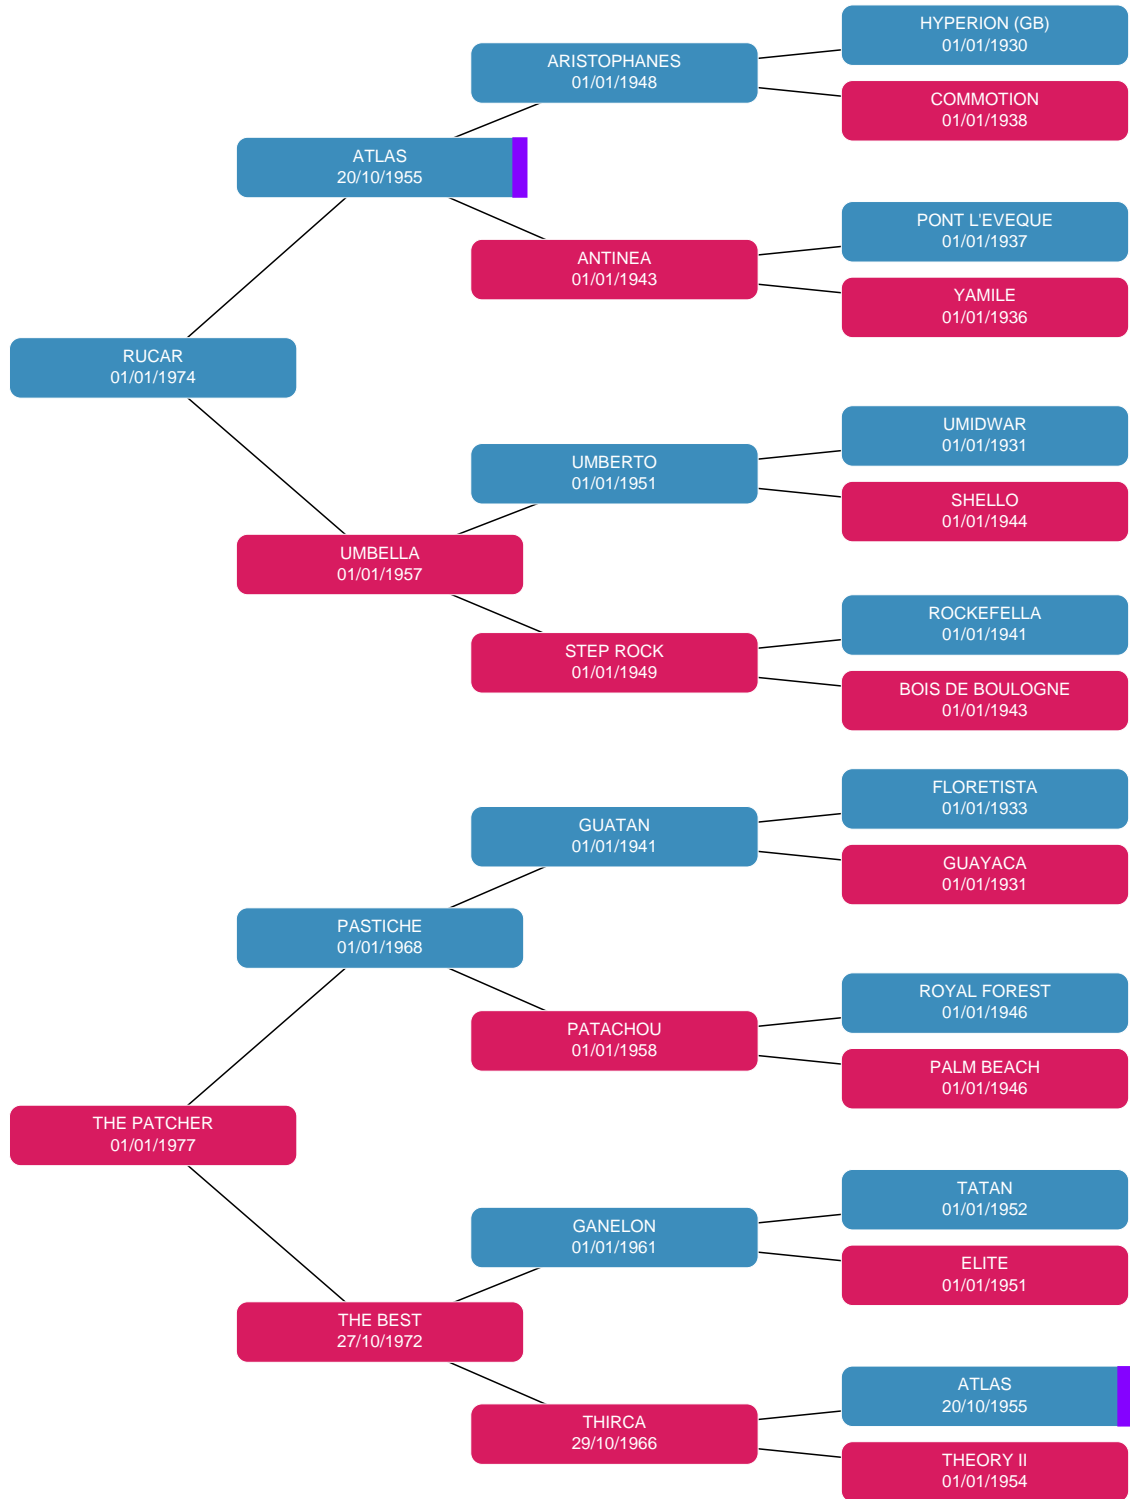 HYPERION (GB)
01/01/1930
ARISTOPHANES
01/01/1948
COMMOTION
01/01/1938
ATLAS
20/10/1955
PONT L'EVEQUE
01/01/1937
ANTINEA
01/01/1943
YAMILE
01/01/1936
RUCAR
01/01/1974
UMIDWAR
01/01/1931
UMBERTO
01/01/1951
SHELLO
01/01/1944
UMBELLA
01/01/1957
ROCKEFELLA
01/01/1941
STEP ROCK
01/01/1949
BOIS DE BOULOGNE
01/01/1943
FLORETISTA
01/01/1933
GUATAN
01/01/1941
GUAYACA
01/01/1931
PASTICHE
01/01/1968
ROYAL FOREST
01/01/1946
PATACHOU
01/01/1958
PALM BEACH
01/01/1946
THE PATCHER
01/01/1977
TATAN
01/01/1952
GANELON
01/01/1961
ELITE
01/01/1951
THE BEST
27/10/1972
ATLAS
20/10/1955
THIRCA
29/10/1966
THEORY II
01/01/1954